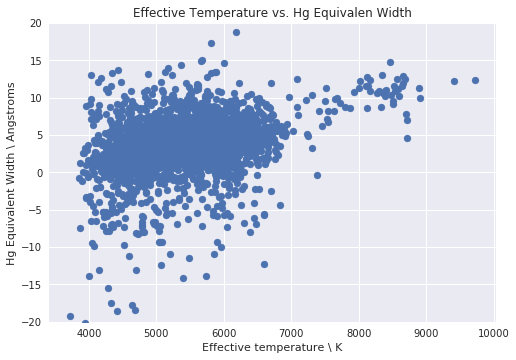 Effective Temperature vs. Hg Equivalen Width
20
15
10
5
0
−5
−10
−15
−20
Hg Equivalent Width \ Angstroms
4000 5000 6000 7000 8000 9000 10000
Effective temperature \ K